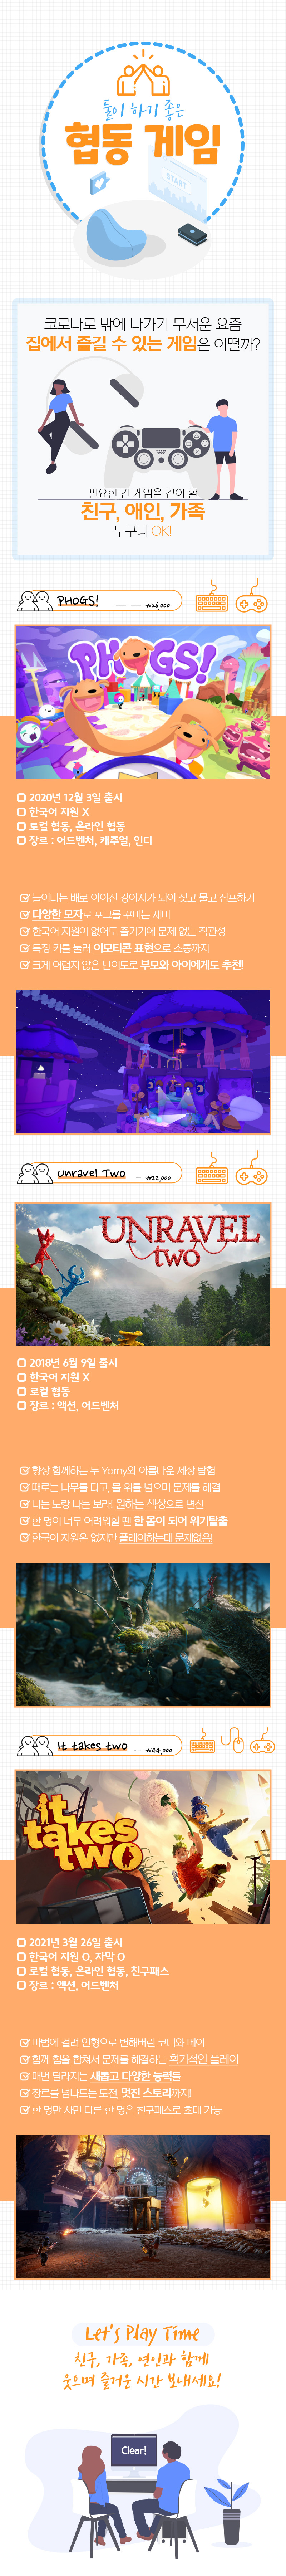 둘이 하기 좋은
협동 게임
START
코로나로 밖에 나가기 무서운 요즘
집에서 즐길 수 있는 게임은 어떨까?
필요한 건 게임을 같이 할
친구, 애인, 가족
누구나 OK!
PHOGS!
₩26,000
PHOGS!
2020년 12월 3일 출시
한국어 지원 X
로컬 협동, 온라인 협동
장르 : 어드벤처, 캐주얼, 인디
늘어나는 배로 이어진 강아지가 되어 짖고 물고 점프하기
다양한 모자로 포그를 꾸미는 재미
한국어 지원이 없어도 즐기기에 문제 없는 직관성
특정 키를 눌러 이모티콘 표현으로 소통까지
크게 어렵지 않은 난이도로 부모와 아이에게도 추천!
Unravel Two
₩22,000
UNRAVEL
two
2018년 6월 9일 출시
한국어 지원 X
로컬 협동
장르 : 액션, 어드벤처
항상 함께하는 두 Yarny와 아름다운 세상 탐험
때로는 나무를 타고, 물 위를 넘으며 문제를 해결
너는 노랑 나는 보라! 원하는 색상으로 변신
한 명이 너무 어려워할 땐 한 몸이 되어 위기탈출
한국어 지원은 없지만 플레이하는데 문제없음!
It takes two
₩44,000
it
takes
two
2021년 3월 26일 출시
한국어 지원 O, 자막 O
로컬 협동, 온라인 협동, 친구패스
장르 : 액션, 어드벤처
마법에 걸려 인형으로 변해버린 코디와 메이
함께 힘을 합쳐서 문제를 해결하는 획기적인 플레이
매번 달라지는 새롭고 다양한 능력들
장르를 넘나드는 도전, 멋진 스토리까지!
한 명만 사면 다른 한 명은 친구패스로 초대 가능
Let's Play Time
친구, 가족, 연인과 함께
웃으며 즐거운 시간 보내세요!
Clear!